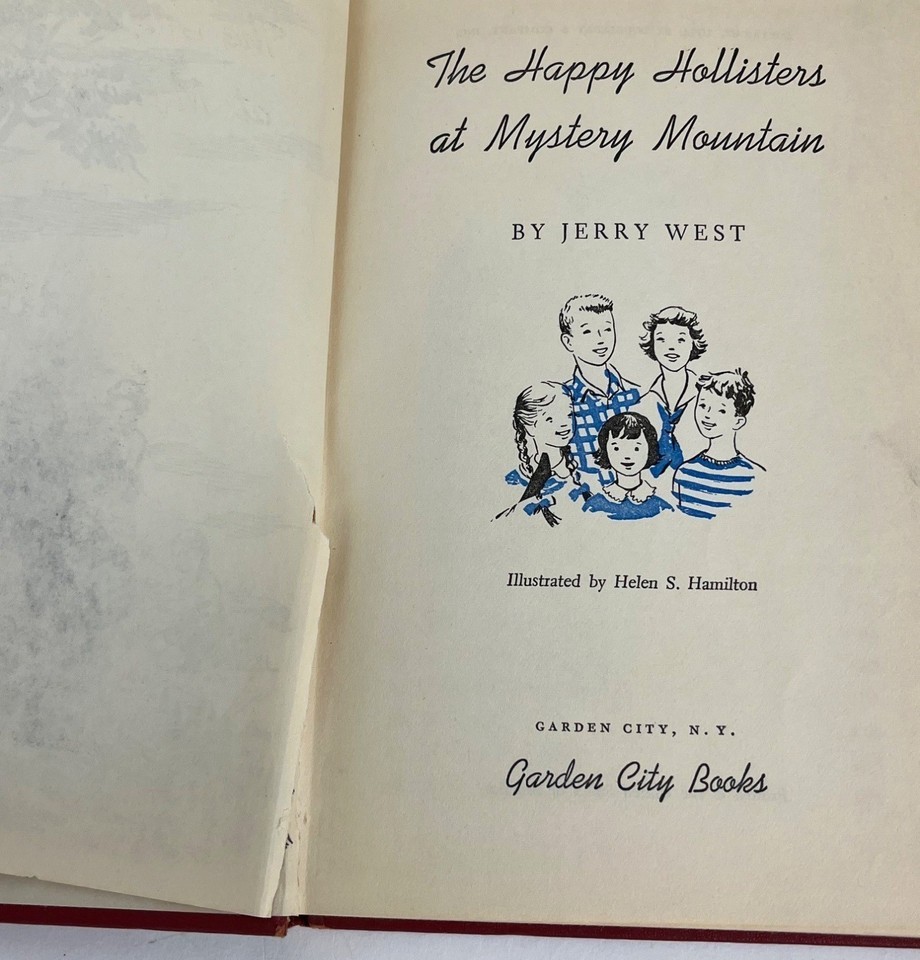 The Happy Hollisters
at Mystery Mountain
BY JERRY WEST
Illustrated by Helen S. Hamilton
GARDEN CITY, N. Y.
Garden City Books